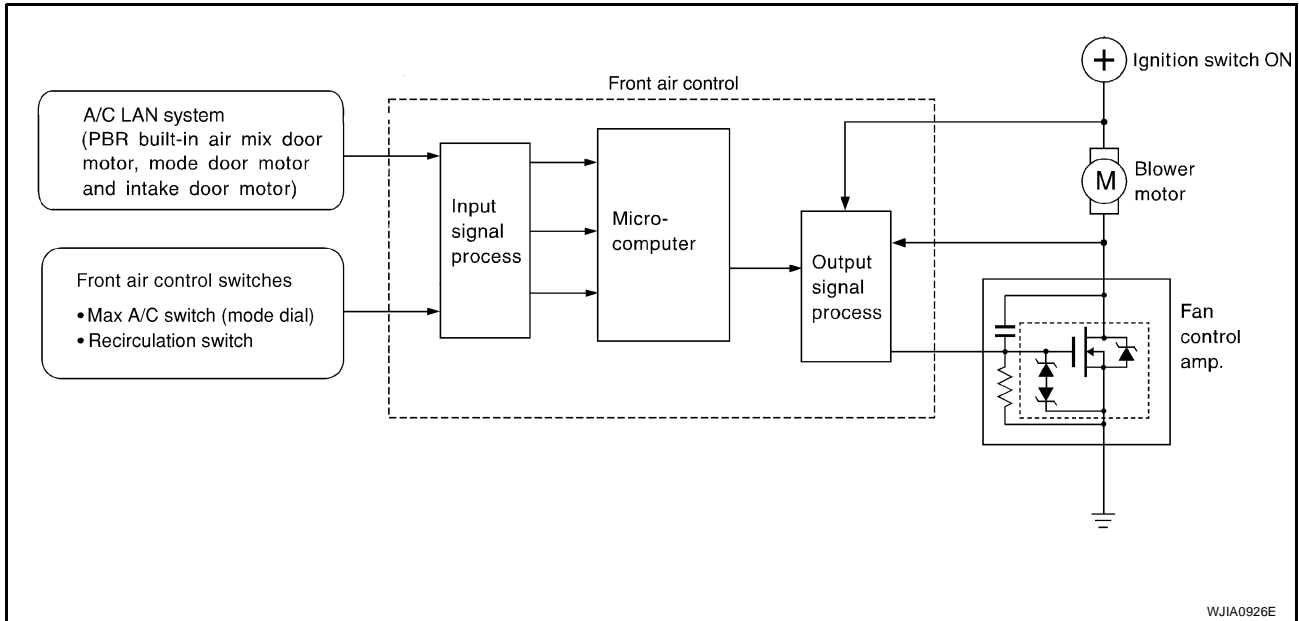 Front air control
Ignition switch ON
A/C LAN system
(PBR built-in air mix door
motor, mode door motor
and intake door motor)
Front air control switches
• Max A/C switch (mode dial)
• Recirculation switch
Input
signal
process
Micro-
computer
Output
signal
process
M
Blower
motor
Fan
control
amp.
WJIA0926E